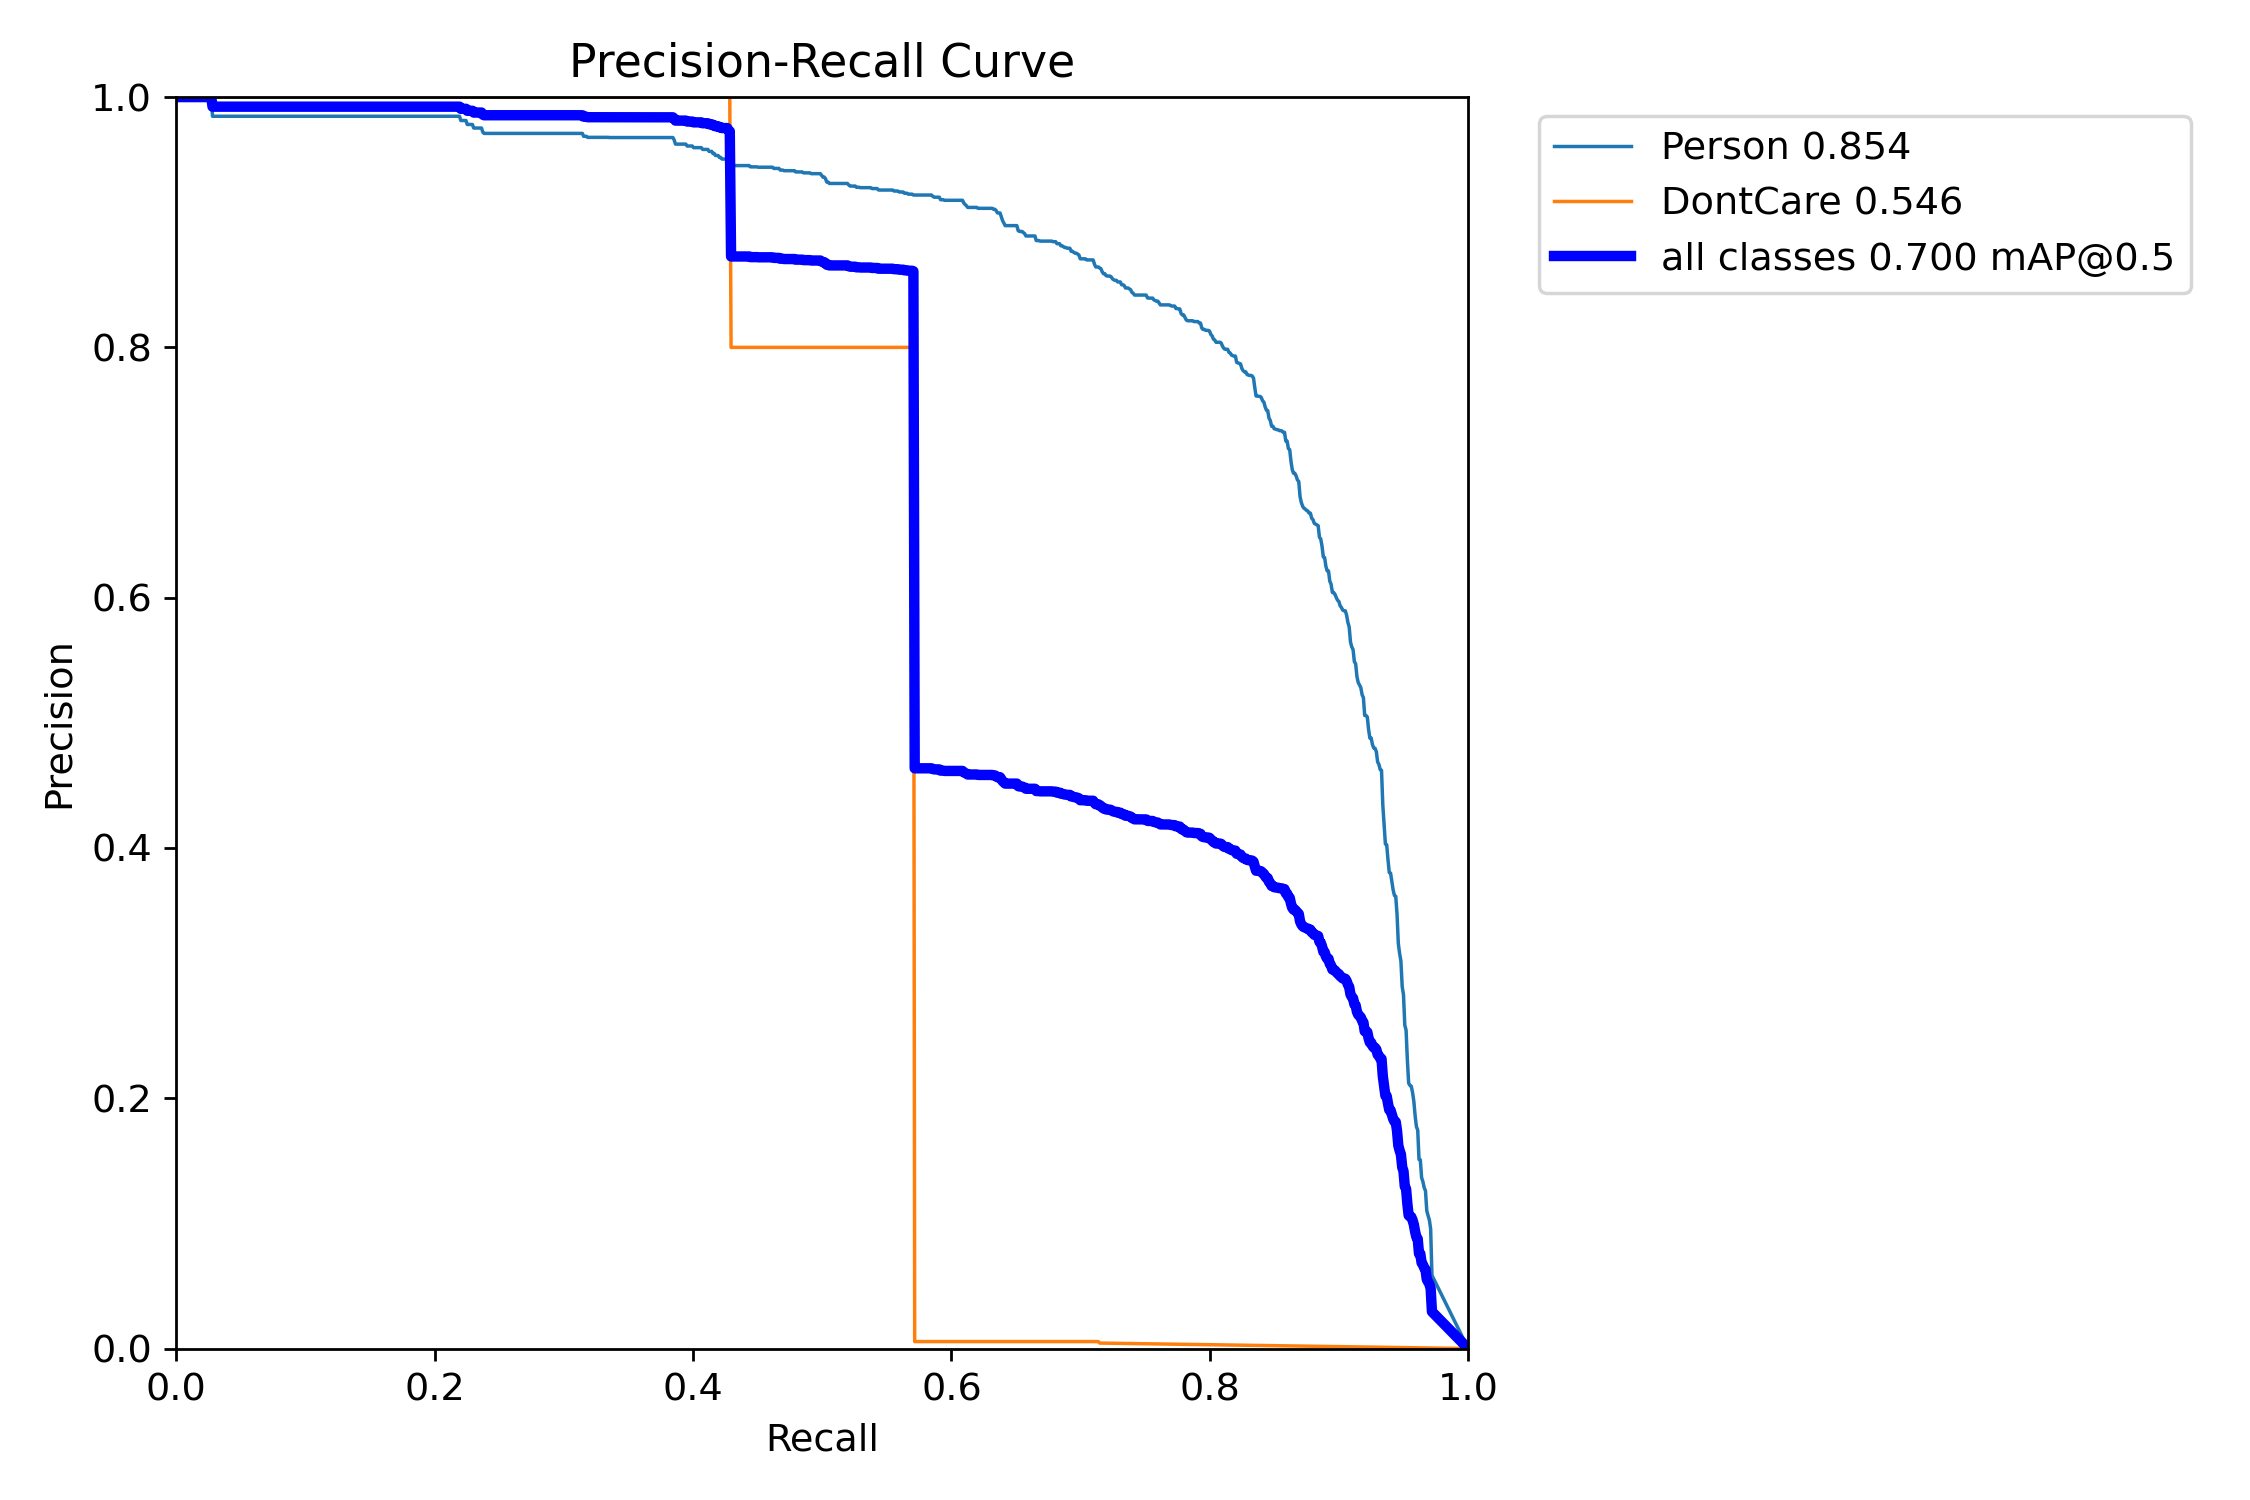 Precision-Recall Curve
1.0
0.8
0.6
0.4
0.2
0.0
Precision
0.0 0.2 0.4 0.6 0.8 1.0
Recall
Person 0.854
DontCare 0.546
all classes 0.700 mAP@0.5